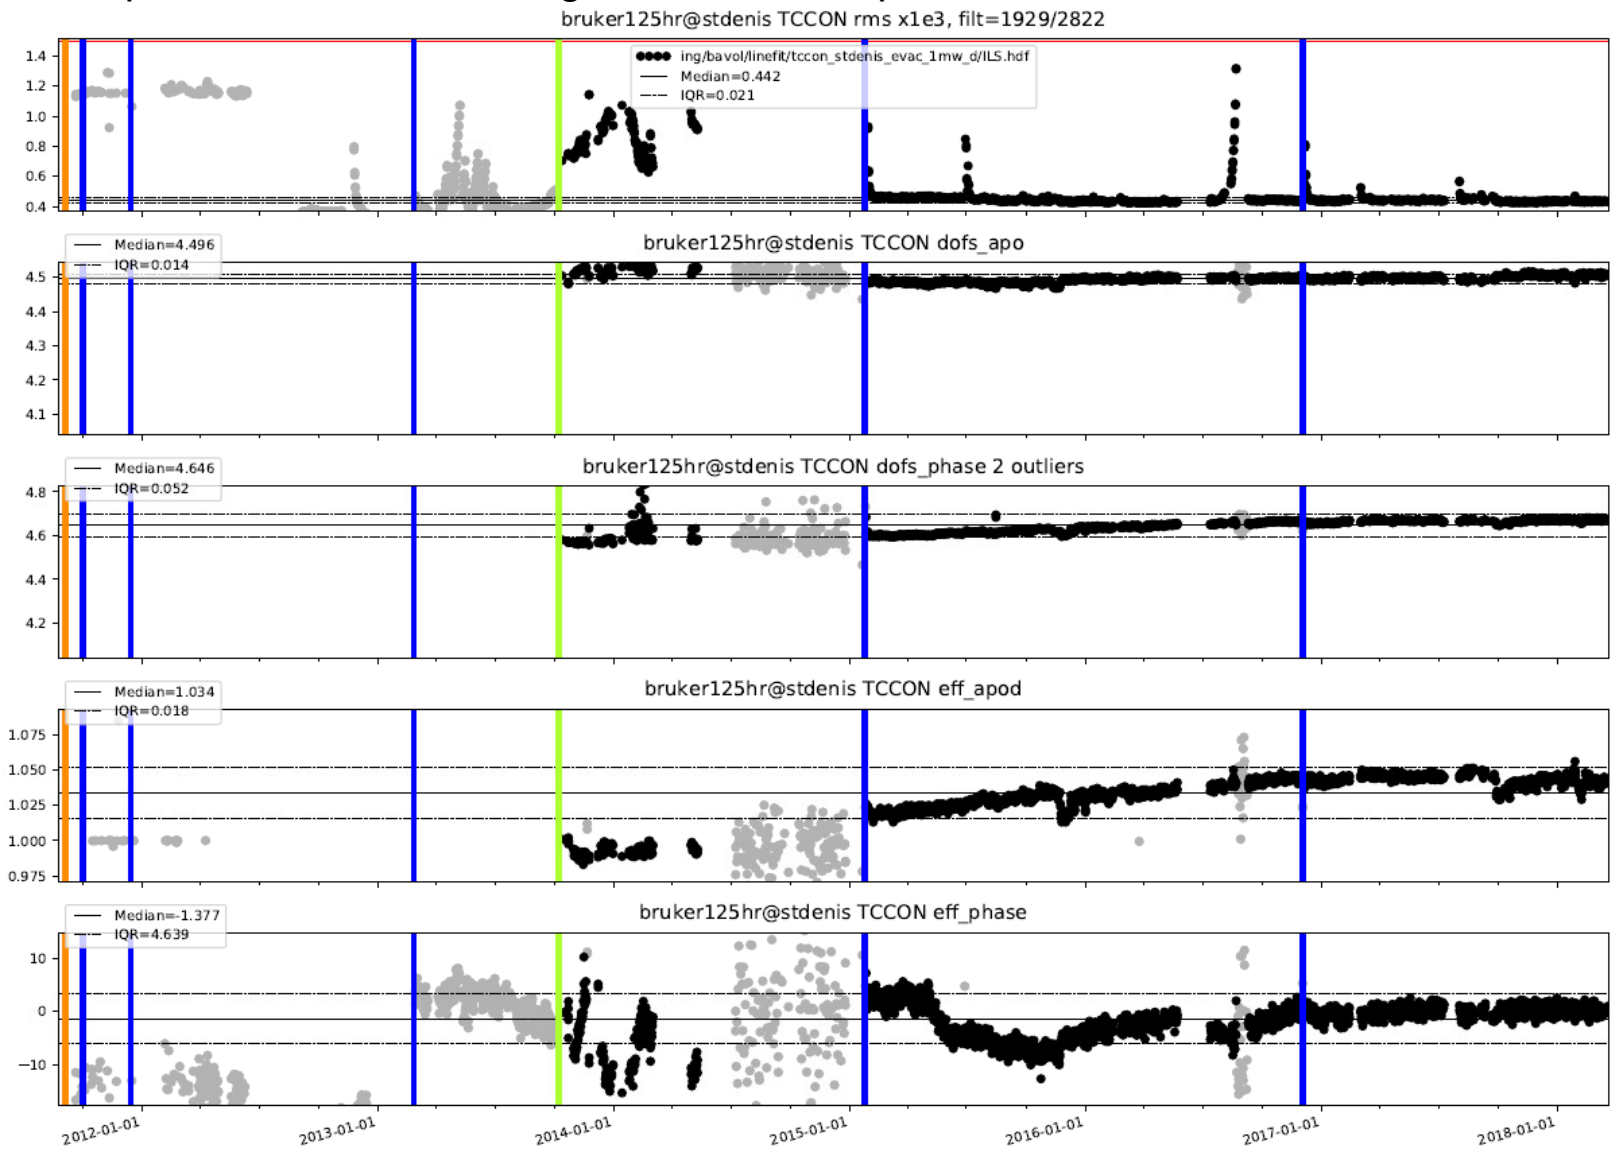 bruker125hr@stdenis TCCON rms x1e3, filt=1929/2822
1.4
1.2
1.0
0.8
0.6
0.4
ing/bavol/linefit/tccon_stdenis_evac_1mw_d/ILS.hdf
Median=0.442
IQR=0.021
bruker125hr@stdenis TCCON dofs_apo
Median=4.496
IQR=0.014
4.5
4.4
4.3
4.2
4.1
bruker125hr@stdenis TCCON dofs_phase 2 outliers
Median=4.646
IQR=0.052
4.8
4.6
4.4
4.2
bruker125hr@stdenis TCCON eff_apod
Median=1.034
IQR=0.018
1.075
1.050
1.025
1.000
0.975
bruker125hr@stdenis TCCON eff_phase
Median=-1.377
IQR=4.639
10
0
−10
2012-01-01 2013-01-01 2014-01-01 2015-01-01 2016-01-01 2017-01-01 2018-01-01